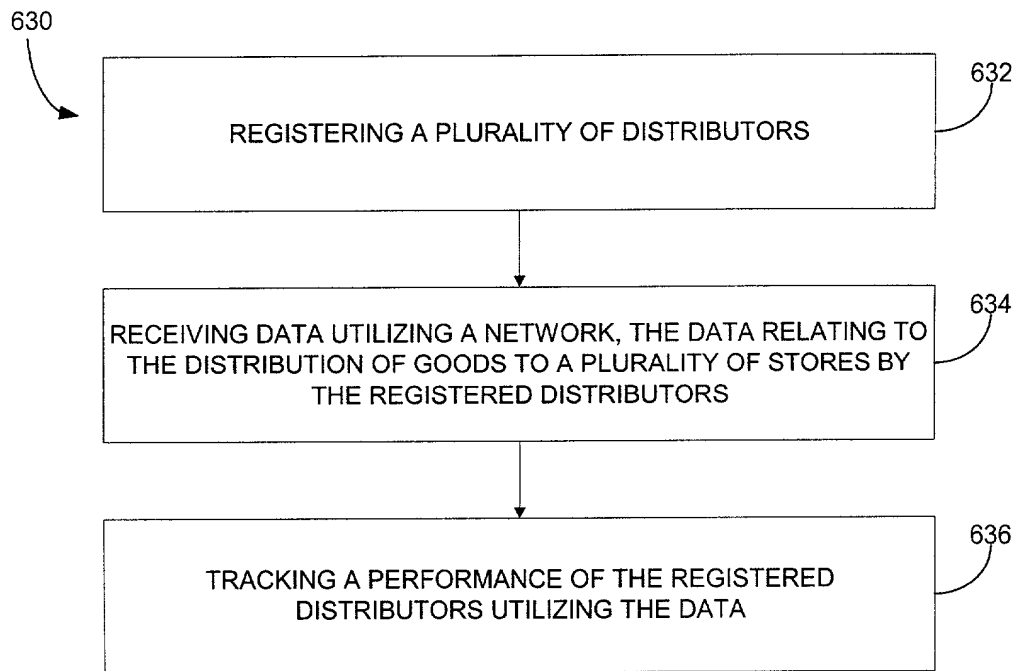 630
632
REGISTERING A PLURALITY OF DISTRIBUTORS
634
RECEIVING DATA UTILIZING A NETWORK, THE DATA RELATING TO
THE DISTRIBUTION OF GOODS TO A PLURALITY OF STORES BY
THE REGISTERED DISTRIBUTORS
636
TRACKING A PERFORMANCE OF THE REGISTERED
DISTRIBUTORS UTILIZING THE DATA